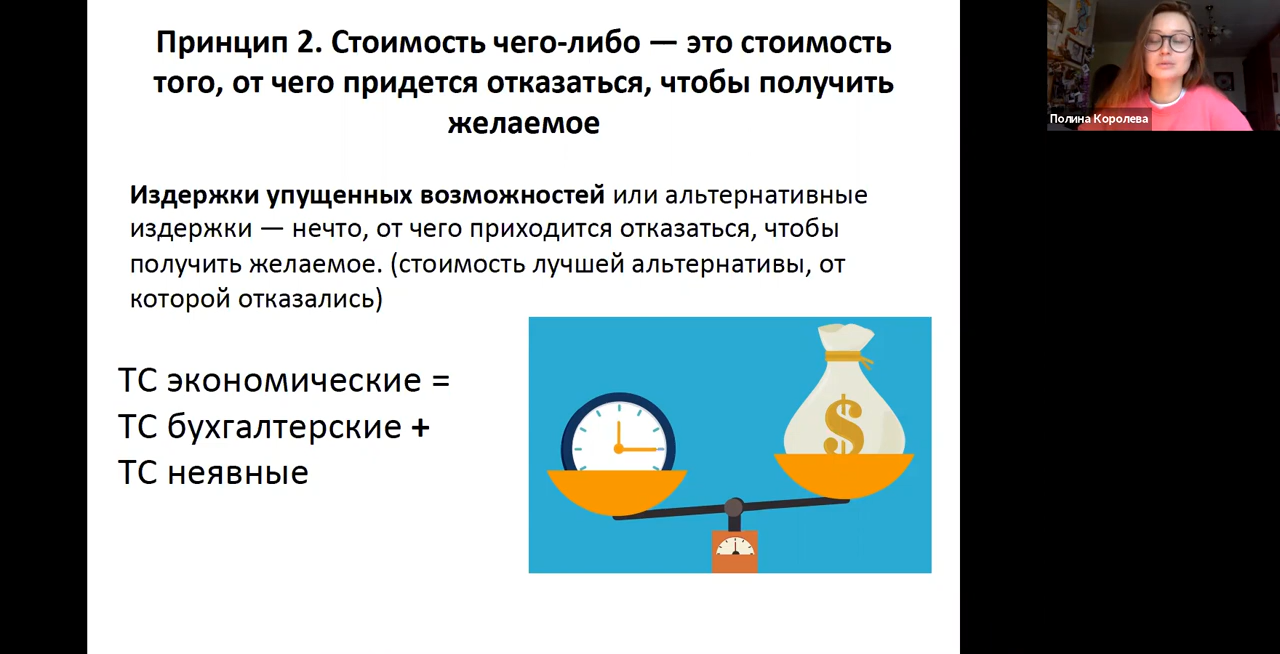 Принцип 2. Стоимость чего-либо — это стоимость
того, от чего придется отказаться, чтобы получить
желаемое
Издержки упущенных возможностей или альтернативные
издержки — нечто, от чего приходится отказаться, чтобы
получить желаемое. (стоимость лучшей альтернативы, от
которой отказались)
ТС экономические =
ТС бухгалтерские +
ТС неявные
$
Полина Королева